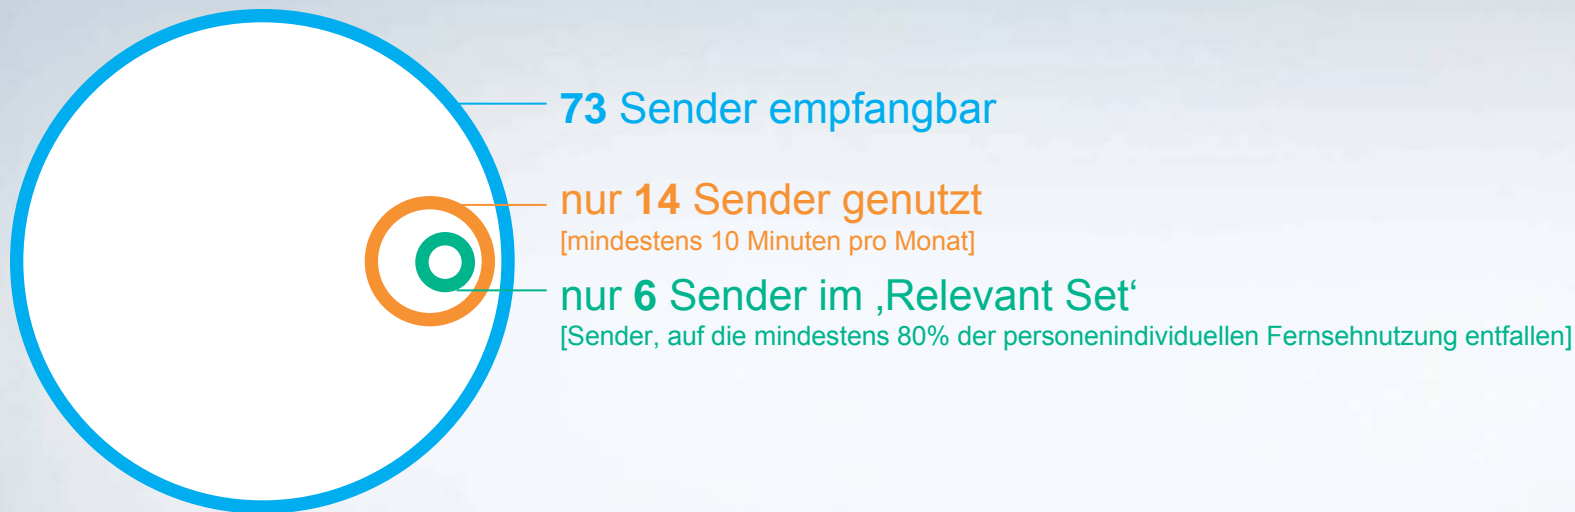 73 Sender empfangbar
nur 14 Sender genutzt
[mindestens 10 Minuten pro Monat]
nur 6 Sender im ‚Relevant Set‘
[Sender, auf die mindestens 80% der personenindividuellen Fernsehnutzung entfallen]